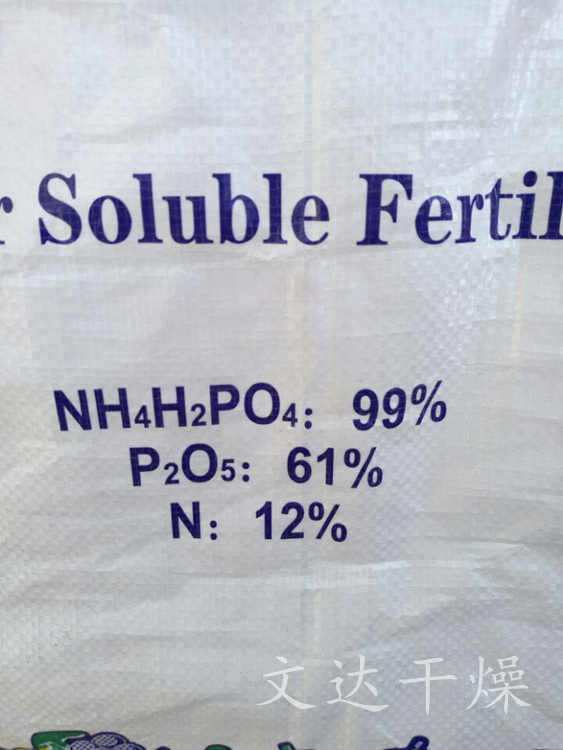 r Soluble Fertil
NH₄H₂PO₄: 99%
P₂O₅: 61%
N: 12%
文达干燥